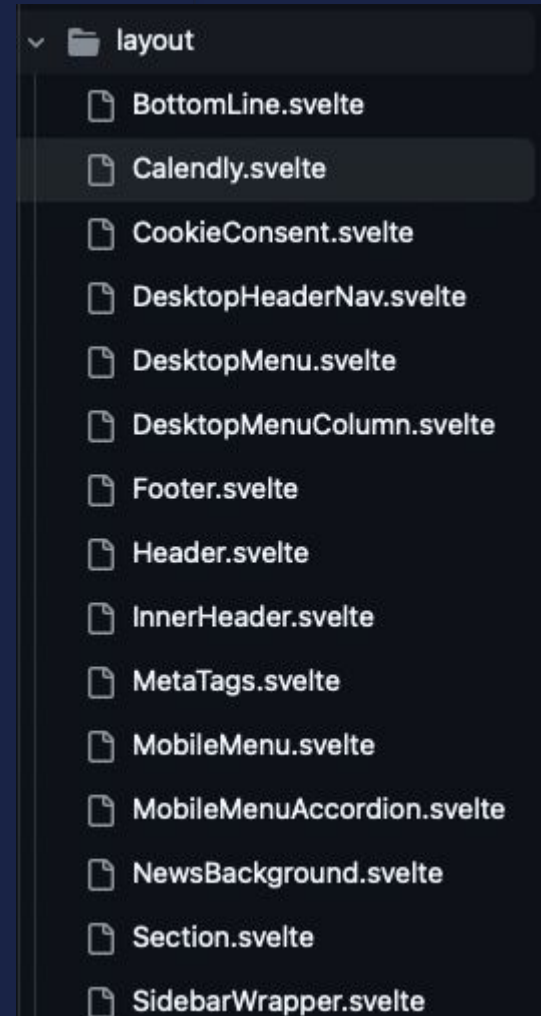 layout
BottomLine.svelte
Calendly.svelte
CookieConsent.svelte
DesktopHeaderNav.svelte
DesktopMenu.svelte
DesktopMenuColumn.svelte
Footer.svelte
Header.svelte
InnerHeader.svelte
MetaTags.svelte
MobileMenu.svelte
MobileMenuAccordion.svelte
NewsBackground.svelte
Section.svelte
SidebarWrapper.svelte